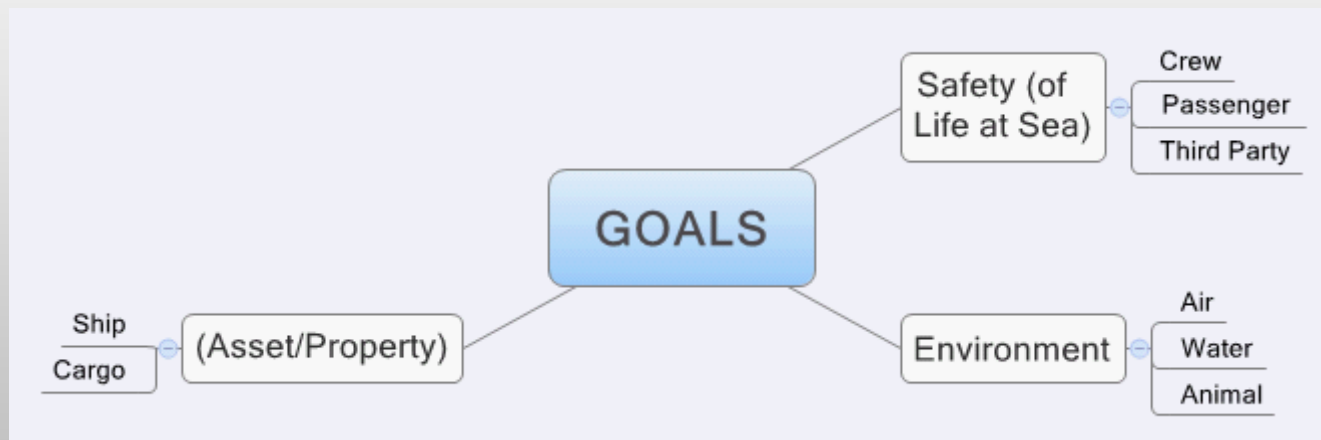 GOALS
Safety (of
Life at Sea)
Crew
Passenger
Third Party
Environment
Air
Water
Animal
(Asset/Property)
Ship
Cargo